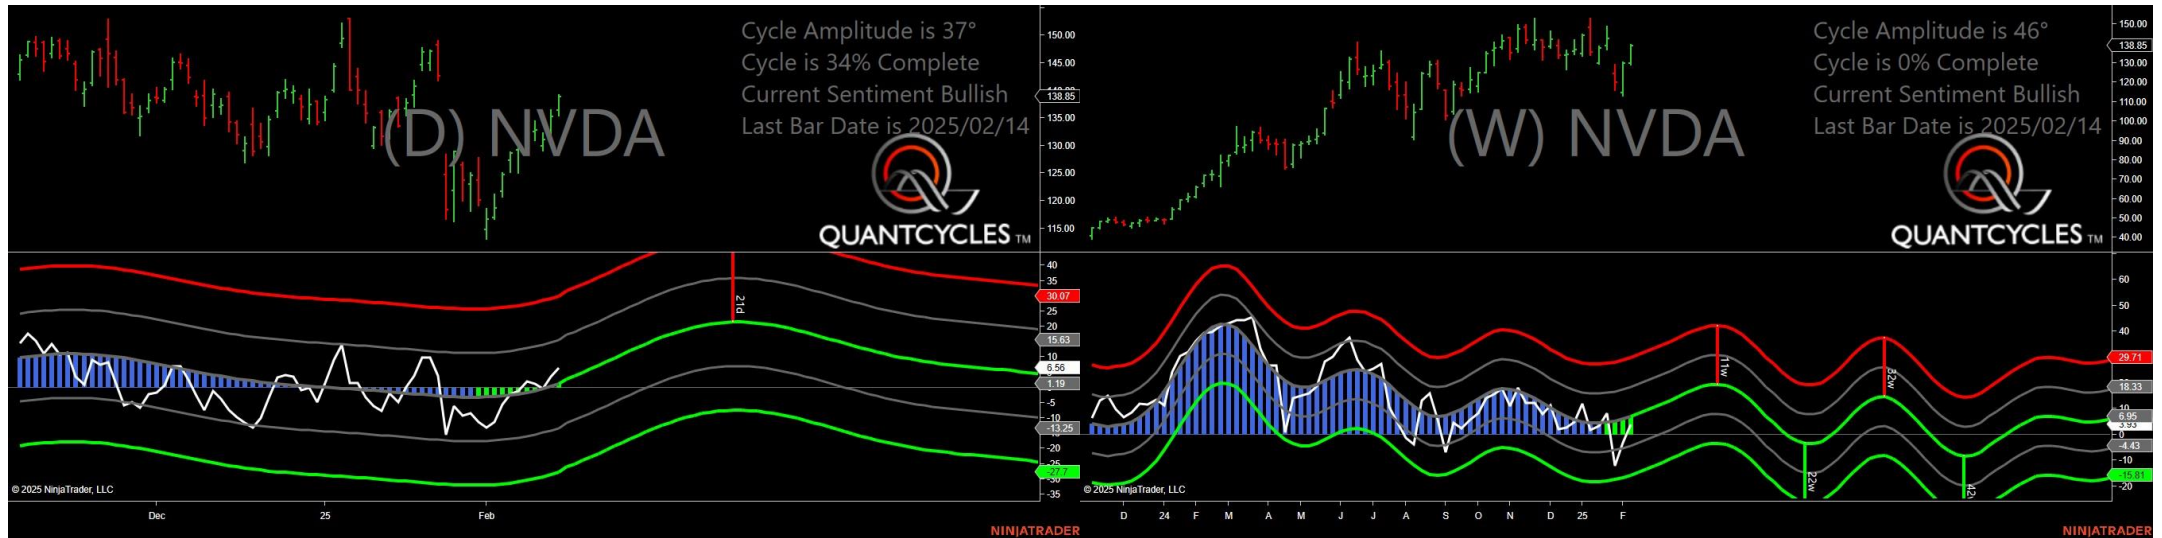 Cycle Amplitude is 37°
Cycle is 34% Complete
Current Sentiment Bullish
Last Bar Date is 2025/02/14
(D) NVDA
QUANTCYCLES TM
150.00
145.00
138.85
135.00
130.00
125.00
120.00
115.00
40
35
30.07
25
20
15.63
10
6.56
1.19
-5
-10
-13.25
-20
-27.7
-35
21d
© 2025 NinjaTrader, LLC
Dec
25
Feb
NINJATRADER
Cycle Amplitude is 46°
Cycle is 0% Complete
Current Sentiment Bullish
Last Bar Date is 2025/02/14
(W) NVDA
QUANTCYCLES TM
150.00
138.85
130.00
120.00
110.00
100.00
90.00
80.00
70.00
60.00
50.00
40.00
60
50
40
29.71
18.33
10
6.95
3.93
0
-4.43
-10
-15.81
-20
11w
32w
22w
© 2025 NinjaTrader, LLC
D 24 F M A M J J A S O N D 25 F
NINJATRADER